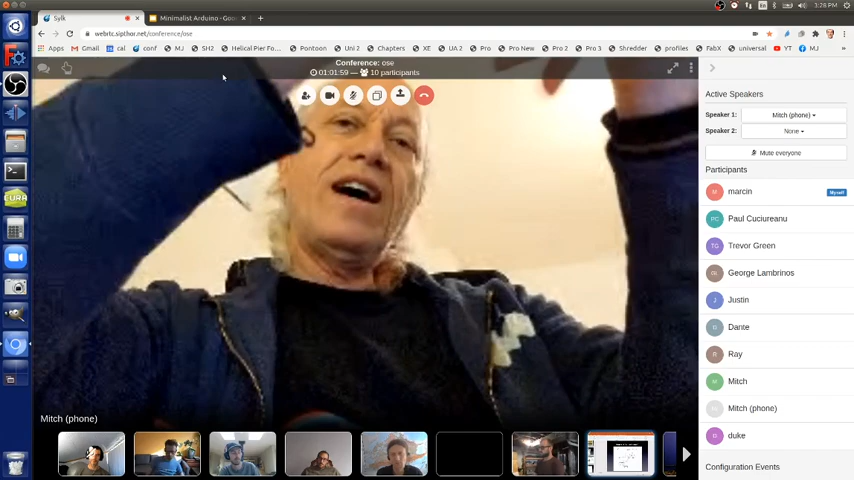 3:26 PM
Sylk
Minimalist Arduino - Goo
webrtc.sipthor.net/conference/ose
Apps
Gmail
cal
conf
MJ
SH2
Helical Pier Fo...
Pontoon
Uni 2
Chapters
XE
UA 2
Pro
Pro New
Pro 2
Pro 3
Shredder
profiles
FabX
universal
YT
MJ
Conference: ose
01:01:59 — 10 participants
Active Speakers
Speaker 1:
Mitch (phone)
Speaker 2:
None
Mute everyone
Participants
M
marcin
Myself
PC
Paul Cuciureanu
TG
Trevor Green
GL
George Lambrinos
J
Justin
D
Dante
R
Ray
M
Mitch
Mitch (phone)
D
duke
Configuration Events
Mitch (phone)
CURA